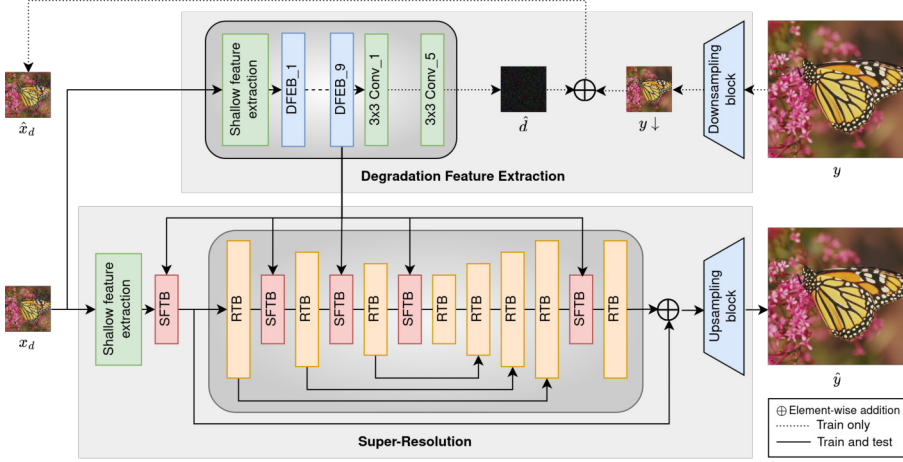 Shallow feature
extraction
DFEB_1
DFEB_9
3x3 Conv_1
3x3 Conv_5
Downsampling
block
x̂_d
d̂
y ↓
y
Degradation Feature Extraction
Shallow feature
extraction
SFTB
RTB
SFTB
RTB
SFTB
RTB
SFTB
RTB
RTB
RTB
RTB
SFTB
RTB
Upsampling
block
x_d
ŷ
Super-Resolution
⊕ Element-wise addition
Train only
Train and test